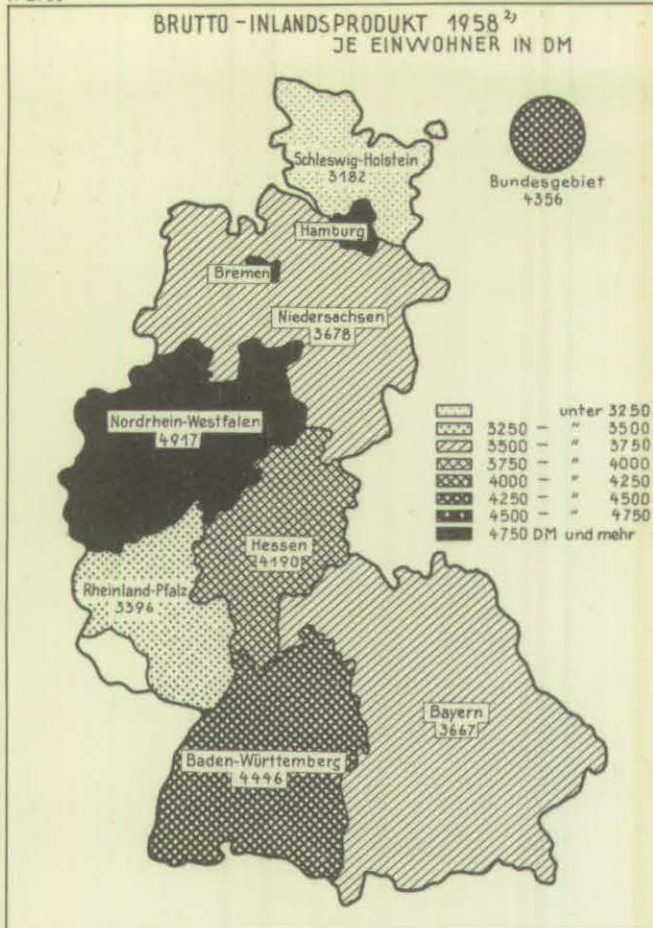 BRUTTO-INLANDSPRODUKT 1958 2)
JE EINWOHNER IN DM
Schleswig-Holstein
3182
Bundesgebiet
4356
Hamburg
Bremen
Niedersachsen
3678
Nordrhein-Westfalen
4917
unter 3250
3250 – " 3500
3500 – " 3750
3750 – " 4000
4000 – " 4250
4250 – " 4500
4500 – " 4750
4750 DM und mehr
Hessen
4190
Rheinland-Pfalz
3396
Bayern
3667
Baden-Württemberg
4446